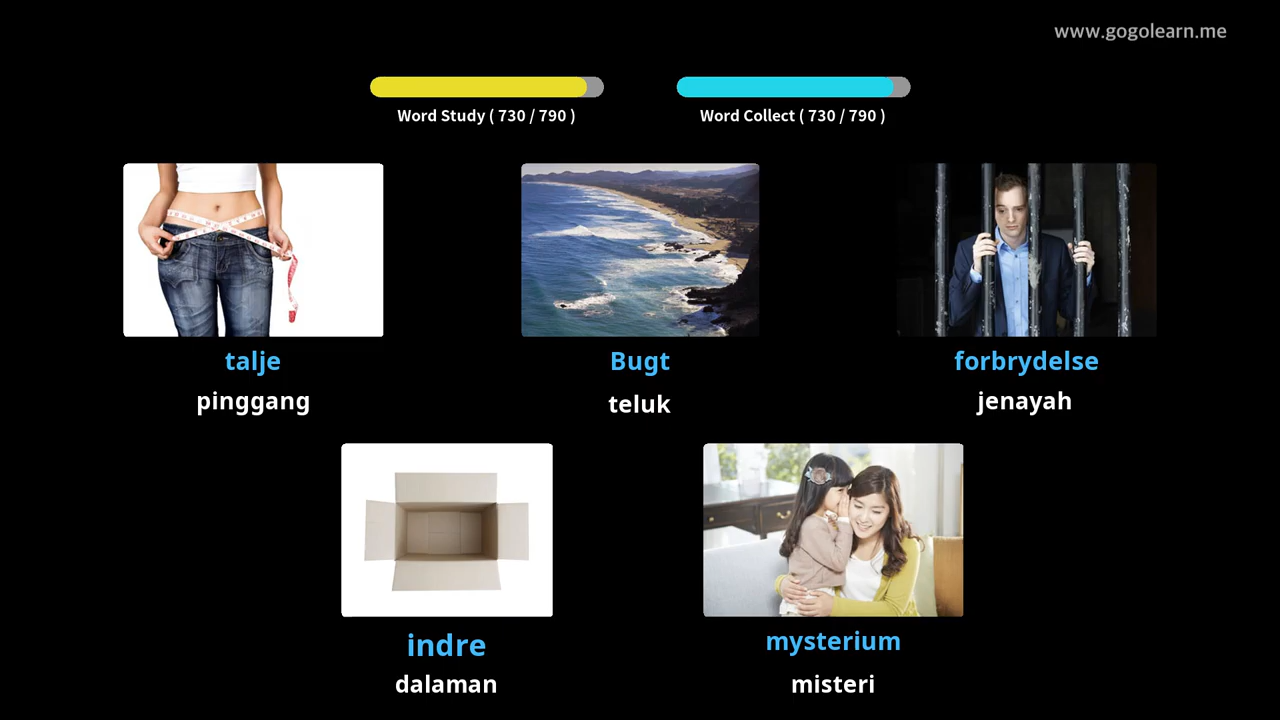 www.gogolearn.me
Word Study ( 730 / 790 )
Word Collect ( 730 / 790 )
talje
pinggang
Bugt
teluk
forbrydelse
jenayah
indre
dalaman
mysterium
misteri